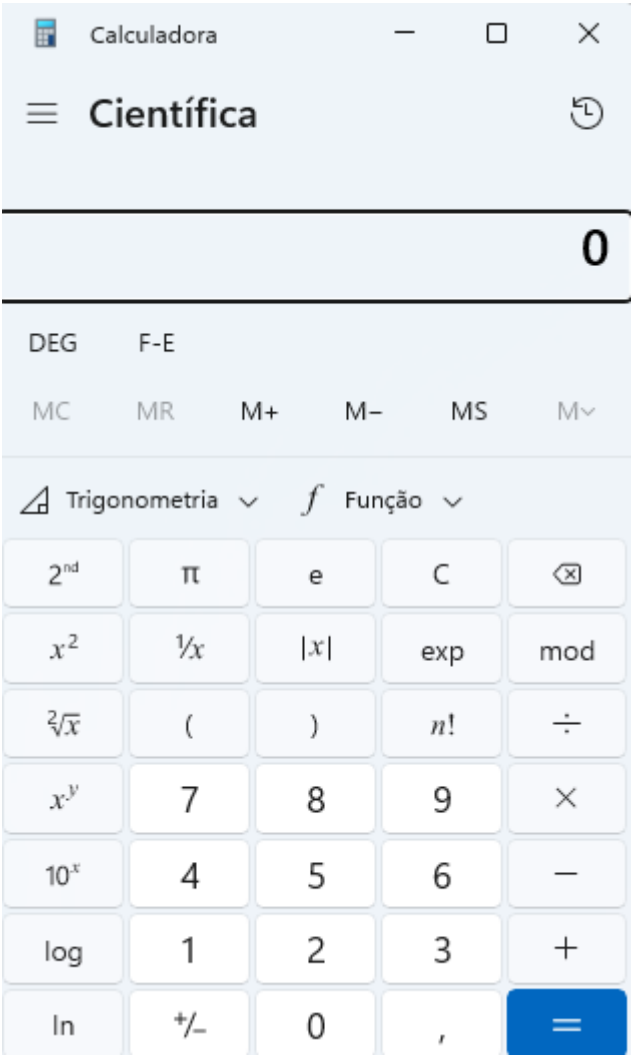 Calculadora
Científica
0
DEG F-E
MC MR M+ M− MS M
Trigonometria f Função
2ⁿᵈ π e C
x² ¹/x |x| exp mod
²√x ( ) n! ÷
xʸ 7 8 9 ×
10ˣ 4 5 6 −
log 1 2 3 +
ln +/− 0 , =